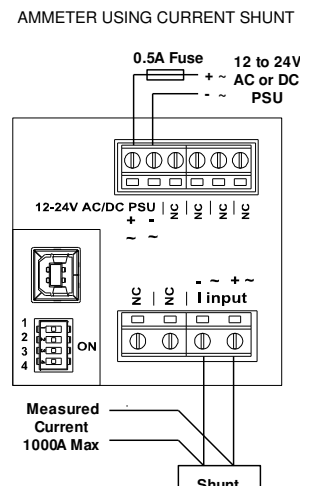 AMMETER USING CURRENT SHUNT
0.5A Fuse
12 to 24V
+ ~ AC or DC
- ~ PSU
12-24V AC/DC PSU | NC | NC | NC | NC
+ -
~ ~
NC | NC | I input
- ~ + ~
1
2
3
4
ON
Measured
Current
1000A Max
Shunt